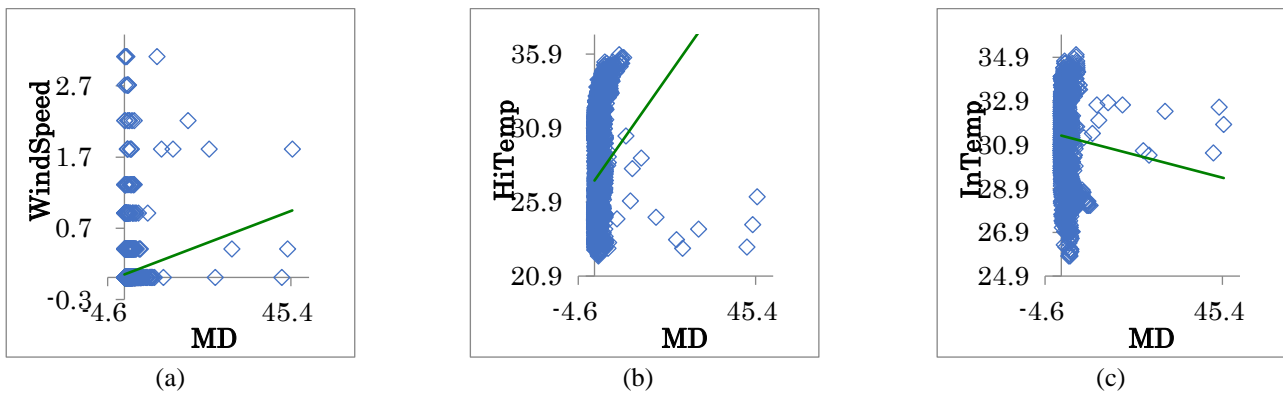 WindSpeed
2.7
1.7
0.7
-0.3
-4.6 45.4
MD
(a)
HiTemp
35.9
30.9
25.9
20.9
-4.6 45.4
MD
(b)
InTemp
34.9
32.9
30.9
28.9
26.9
24.9
-4.6 45.4
MD
(c)